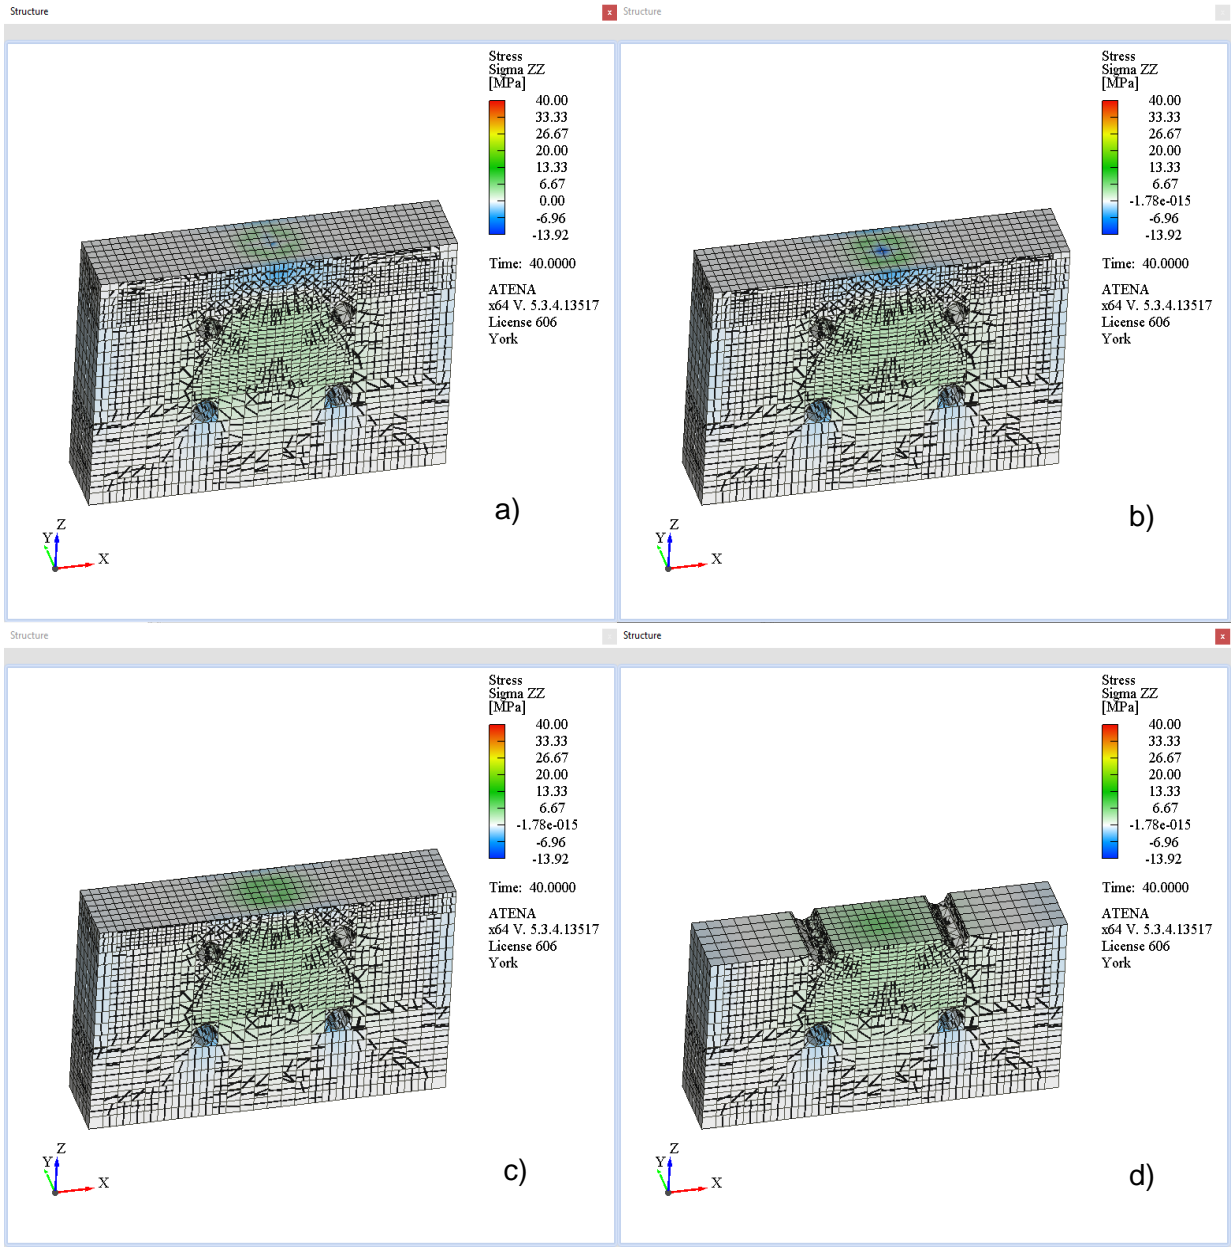 Structure
x
Stress
Sigma ZZ
[MPa]
40.00
33.33
26.67
20.00
13.33
6.67
0.00
-6.96
-13.92
Time: 40.0000
ATENA
x64 V. 5.3.4.13517
License 606
York
a)
Z
Y
X
Structure
x
Stress
Sigma ZZ
[MPa]
40.00
33.33
26.67
20.00
13.33
6.67
-1.78e-015
-6.96
-13.92
Time: 40.0000
ATENA
x64 V. 5.3.4.13517
License 606
York
b)
Z
Y
X
Structure
x
Stress
Sigma ZZ
[MPa]
40.00
33.33
26.67
20.00
13.33
6.67
-1.78e-015
-6.96
-13.92
Time: 40.0000
ATENA
x64 V. 5.3.4.13517
License 606
York
c)
Z
Y
X
Structure
x
Stress
Sigma ZZ
[MPa]
40.00
33.33
26.67
20.00
13.33
6.67
-1.78e-015
-6.96
-13.92
Time: 40.0000
ATENA
x64 V. 5.3.4.13517
License 606
York
d)
Z
Y
X